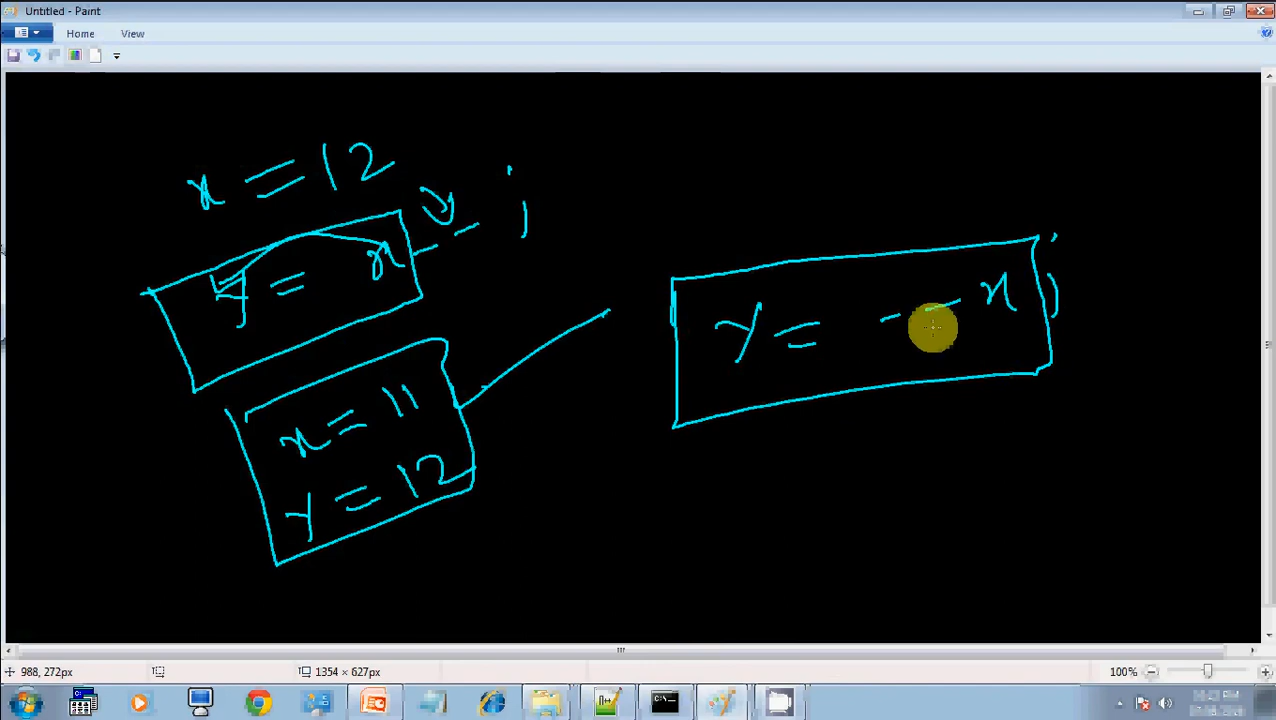 Untitled - Paint
Home View
x = 12
y = x - - ;
x = 11
y = 12
y = - - x ;
988, 272px
1354 × 627px
100%